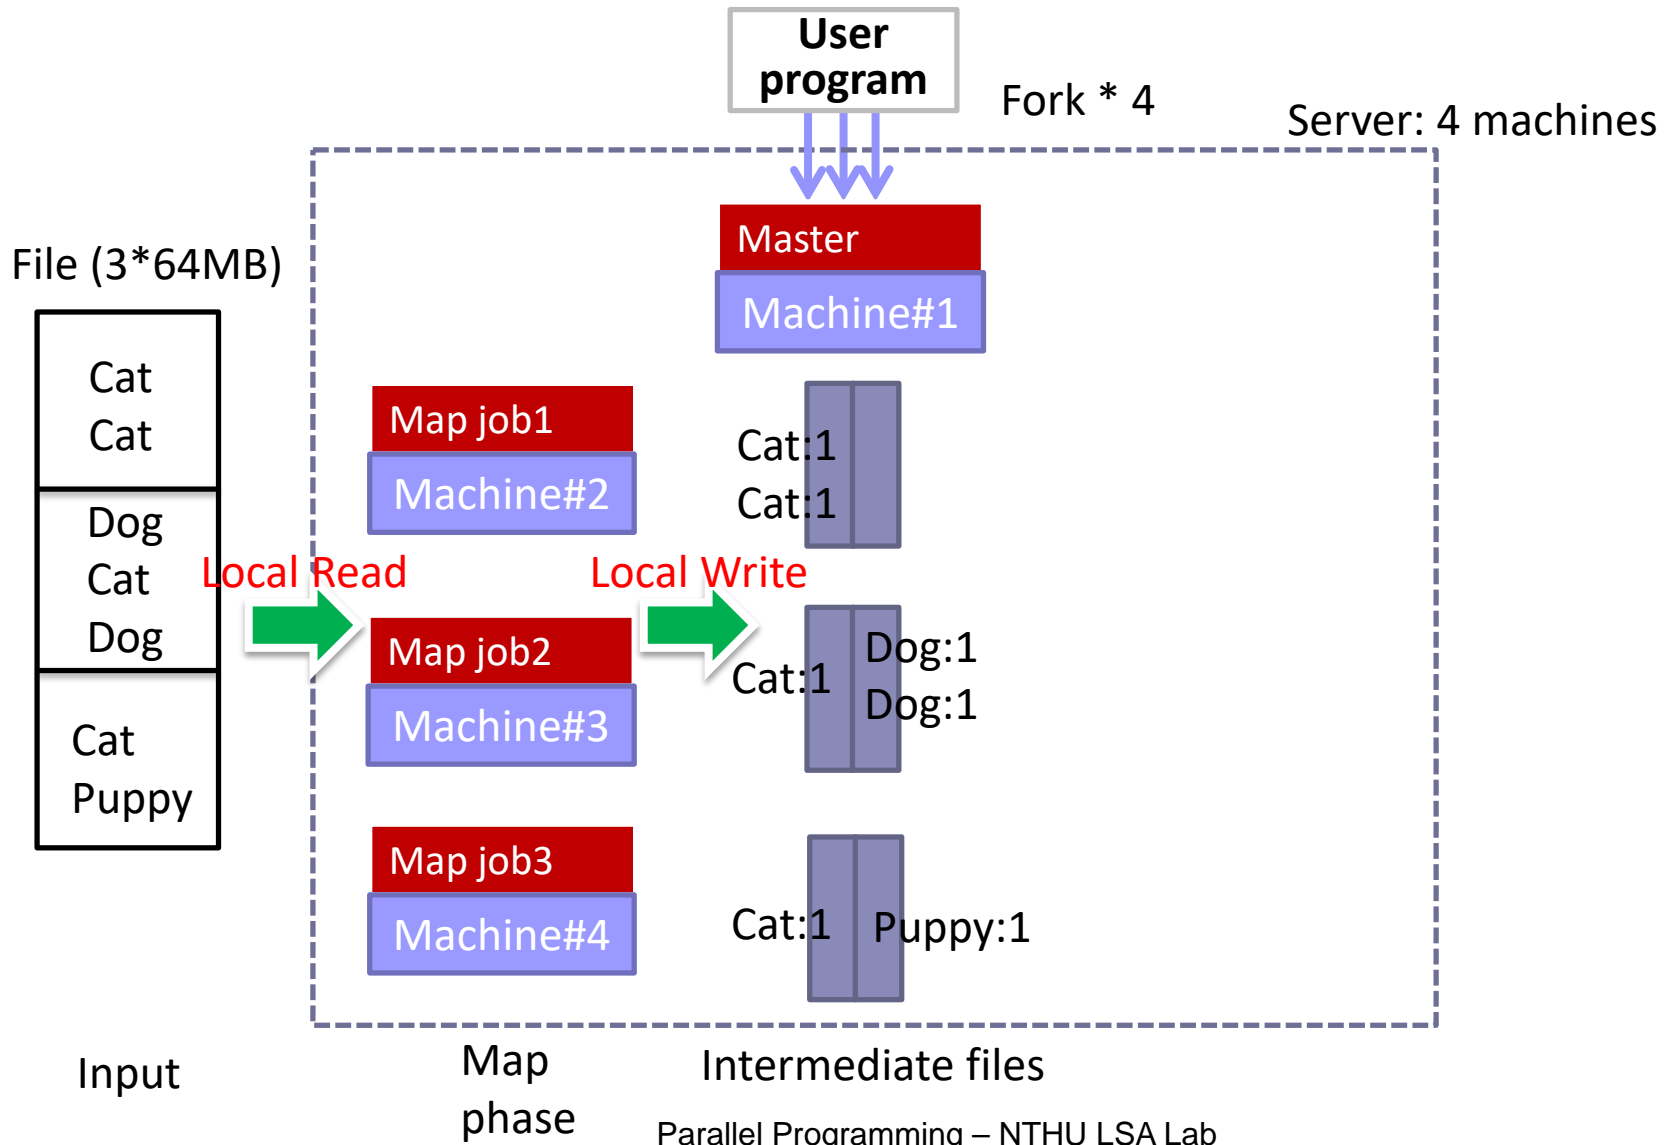 User
program
Fork * 4
Server: 4 machines
Master
Machine#1
File (3*64MB)
Cat
Cat
Dog
Cat
Dog
Cat
Puppy
Local Read
Map job1
Machine#2
Map job2
Machine#3
Map job3
Machine#4
Local Write
Cat:1
Cat:1
Cat:1
Dog:1
Dog:1
Cat:1
Puppy:1
Input
Map
phase
Intermediate files
Parallel Programming – NTHU LSA Lab